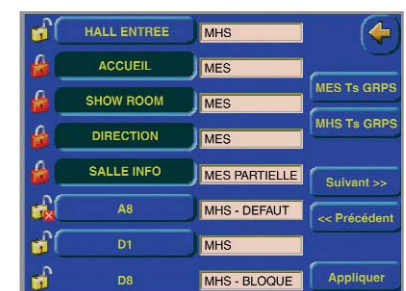 HALL ENTREE MHS
ACCUEIL MES
SHOW ROOM MES
DIRECTION MES
SALLE INFO MES PARTIELLE
A8 MHS - DEFAUT
D1 MHS
D8 MHS - BLOQUE
MES Ts GRPS
MHS Ts GRPS
Suivant >>
<< Précédent
Appliquer